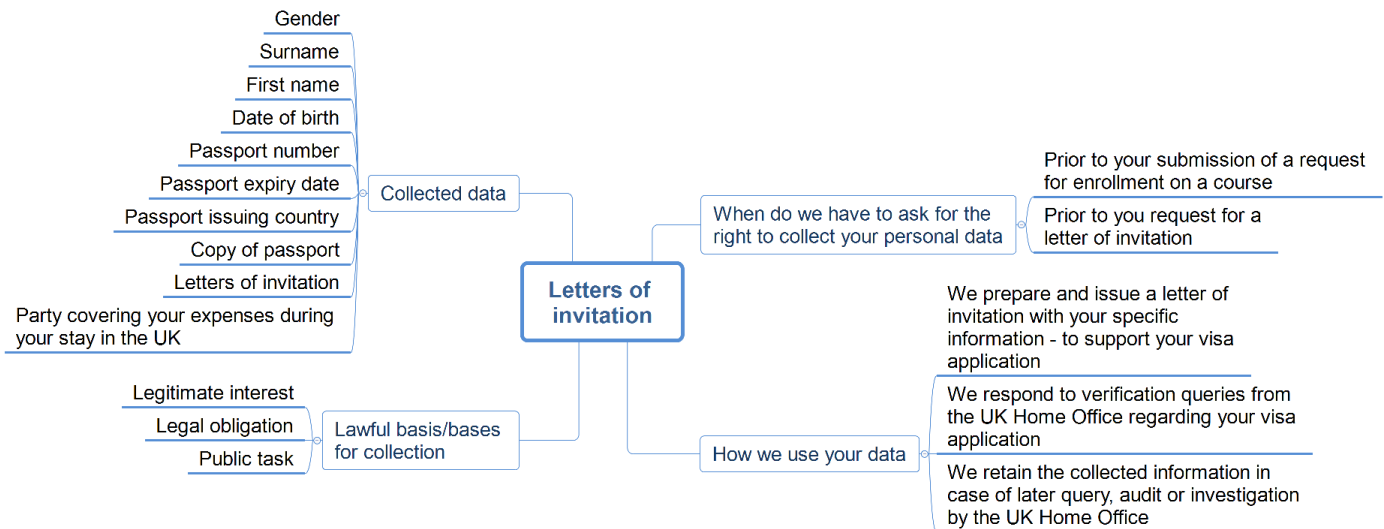 Gender
Surname
First name
Date of birth
Passport number
Passport expiry date
Passport issuing country
Copy of passport
Letters of invitation
Party covering your expenses during
your stay in the UK
Collected data
Legitimate interest
Legal obligation
Public task
Lawful basis/bases
for collection
Letters of
invitation
When do we have to ask for the
right to collect your personal data
Prior to your submission of a request
for enrollment on a course
Prior to you request for a
letter of invitation
How we use your data
We prepare and issue a letter of
invitation with your specific
information - to support your visa
application
We respond to verification queries from
the UK Home Office regarding your visa
application
We retain the collected information in
case of later query, audit or investigation
by the UK Home Office